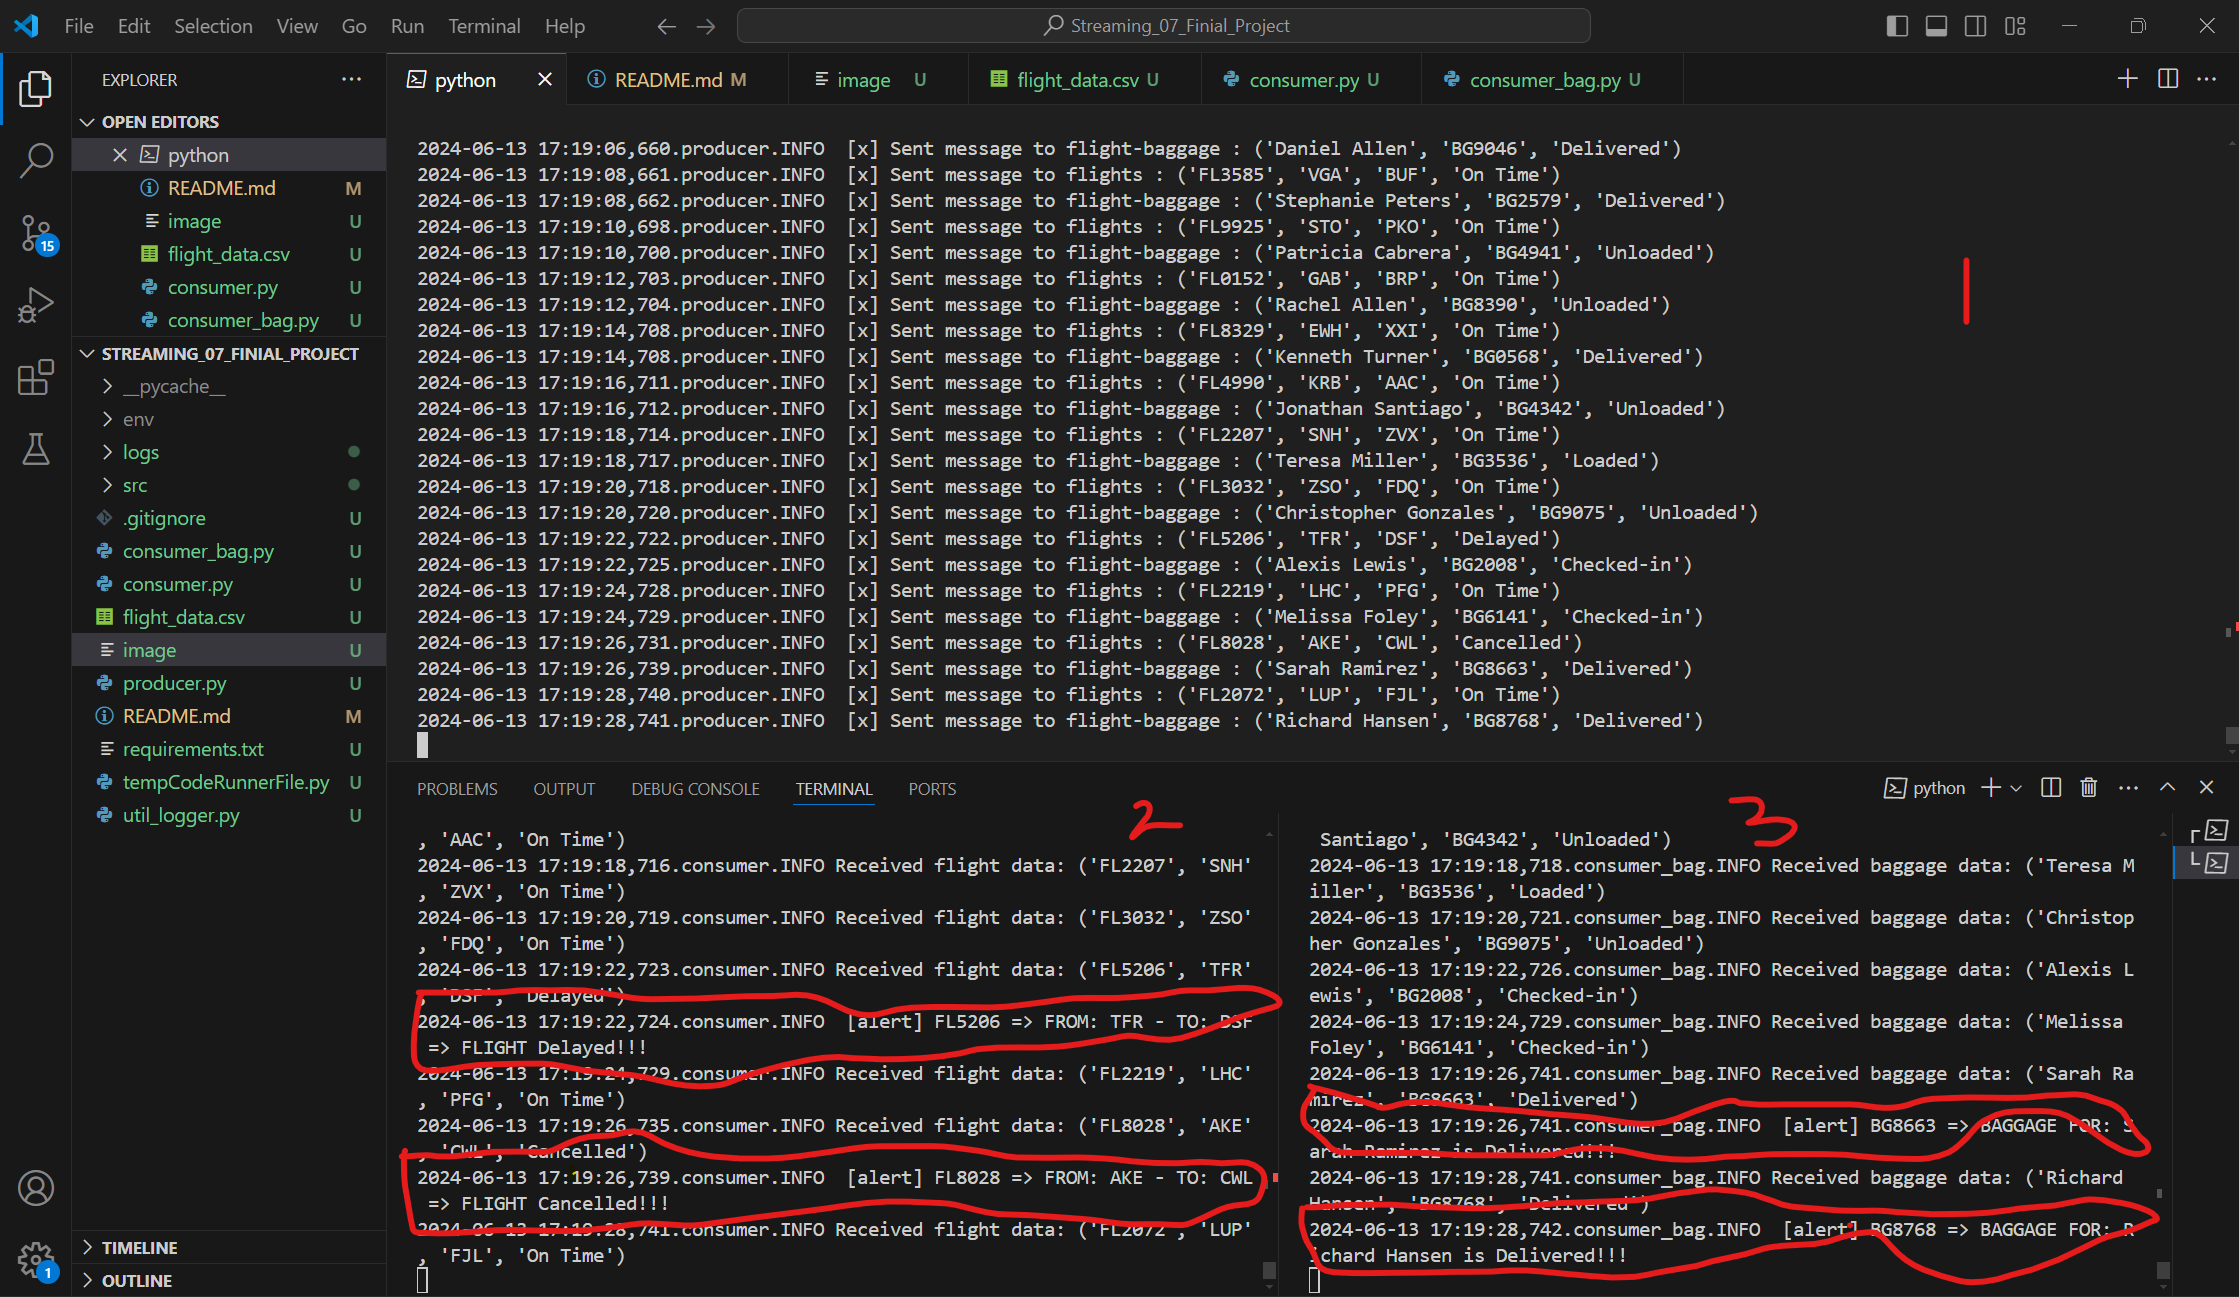 File Edit Selection View Go Run Terminal Help
Streaming_07_Finial_Project
EXPLORER
OPEN EDITORS
python
README.md M
image U
flight_data.csv U
consumer.py U
consumer_bag.py U
STREAMING_07_FINIAL_PROJECT
__pycache__
env
logs
src
.gitignore U
consumer_bag.py U
consumer.py U
flight_data.csv U
image U
producer.py U
README.md M
requirements.txt U
tempCodeRunnerFile.py U
util_logger.py U
TIMELINE
OUTLINE
15
1
python README.md M image U flight_data.csv U consumer.py U consumer_bag.py U
2024-06-13 17:19:06,660.producer.INFO [x] Sent message to flight-baggage : ('Daniel Allen', 'BG9046', 'Delivered')
2024-06-13 17:19:08,661.producer.INFO [x] Sent message to flights : ('FL3585', 'VGA', 'BUF', 'On Time')
2024-06-13 17:19:08,662.producer.INFO [x] Sent message to flight-baggage : ('Stephanie Peters', 'BG2579', 'Delivered')
2024-06-13 17:19:10,698.producer.INFO [x] Sent message to flights : ('FL9925', 'STO', 'PKO', 'On Time')
2024-06-13 17:19:10,700.producer.INFO [x] Sent message to flight-baggage : ('Patricia Cabrera', 'BG4941', 'Unloaded')
2024-06-13 17:19:12,703.producer.INFO [x] Sent message to flights : ('FL0152', 'GAB', 'BRP', 'On Time')
2024-06-13 17:19:12,704.producer.INFO [x] Sent message to flight-baggage : ('Rachel Allen', 'BG8390', 'Unloaded')
2024-06-13 17:19:14,708.producer.INFO [x] Sent message to flights : ('FL8329', 'EWH', 'XXI', 'On Time')
2024-06-13 17:19:14,708.producer.INFO [x] Sent message to flight-baggage : ('Kenneth Turner', 'BG0568', 'Delivered')
2024-06-13 17:19:16,711.producer.INFO [x] Sent message to flights : ('FL4990', 'KRB', 'AAC', 'On Time')
2024-06-13 17:19:16,712.producer.INFO [x] Sent message to flight-baggage : ('Jonathan Santiago', 'BG4342', 'Unloaded')
2024-06-13 17:19:18,714.producer.INFO [x] Sent message to flights : ('FL2207', 'SNH', 'ZVX', 'On Time')
2024-06-13 17:19:18,717.producer.INFO [x] Sent message to flight-baggage : ('Teresa Miller', 'BG3536', 'Loaded')
2024-06-13 17:19:20,718.producer.INFO [x] Sent message to flights : ('FL3032', 'ZSO', 'FDQ', 'On Time')
2024-06-13 17:19:20,720.producer.INFO [x] Sent message to flight-baggage : ('Christopher Gonzales', 'BG9075', 'Unloaded')
2024-06-13 17:19:22,722.producer.INFO [x] Sent message to flights : ('FL5206', 'TFR', 'DSF', 'Delayed')
2024-06-13 17:19:22,725.producer.INFO [x] Sent message to flight-baggage : ('Alexis Lewis', 'BG2008', 'Checked-in')
2024-06-13 17:19:24,728.producer.INFO [x] Sent message to flights : ('FL2219', 'LHC', 'PFG', 'On Time')
2024-06-13 17:19:24,729.producer.INFO [x] Sent message to flight-baggage : ('Melissa Foley', 'BG6141', 'Checked-in')
2024-06-13 17:19:26,731.producer.INFO [x] Sent message to flights : ('FL8028', 'AKE', 'CWL', 'Cancelled')
2024-06-13 17:19:26,739.producer.INFO [x] Sent message to flight-baggage : ('Sarah Ramirez', 'BG8663', 'Delivered')
2024-06-13 17:19:28,740.producer.INFO [x] Sent message to flights : ('FL2072', 'LUP', 'FJL', 'On Time')
2024-06-13 17:19:28,741.producer.INFO [x] Sent message to flight-baggage : ('Richard Hansen', 'BG8768', 'Delivered')
1
PROBLEMS OUTPUT DEBUG CONSOLE TERMINAL PORTS
python
2
, 'AAC', 'On Time')
2024-06-13 17:19:18,716.consumer.INFO Received flight data: ('FL2207', 'SNH'
, 'ZVX', 'On Time')
2024-06-13 17:19:20,719.consumer.INFO Received flight data: ('FL3032', 'ZSO'
, 'FDQ', 'On Time')
2024-06-13 17:19:22,723.consumer.INFO Received flight data: ('FL5206', 'TFR'
, 'DSF', 'Delayed')
2024-06-13 17:19:22,724.consumer.INFO [alert] FL5206 => FROM: TFR - TO: DSF
=> FLIGHT Delayed!!!
2024-06-13 17:19:24,729.consumer.INFO Received flight data: ('FL2219', 'LHC'
, 'PFG', 'On Time')
2024-06-13 17:19:26,735.consumer.INFO Received flight data: ('FL8028', 'AKE'
, 'CWL', 'Cancelled')
2024-06-13 17:19:26,739.consumer.INFO [alert] FL8028 => FROM: AKE - TO: CWL
=> FLIGHT Cancelled!!!
2024-06-13 17:19:28,741.consumer.INFO Received flight data: ('FL2072', 'LUP'
, 'FJL', 'On Time')
3
Santiago', 'BG4342', 'Unloaded')
2024-06-13 17:19:18,718.consumer_bag.INFO Received baggage data: ('Teresa M
iller', 'BG3536', 'Loaded')
2024-06-13 17:19:20,721.consumer_bag.INFO Received baggage data: ('Christop
her Gonzales', 'BG9075', 'Unloaded')
2024-06-13 17:19:22,726.consumer_bag.INFO Received baggage data: ('Alexis L
ewis', 'BG2008', 'Checked-in')
2024-06-13 17:19:24,729.consumer_bag.INFO Received baggage data: ('Melissa
Foley', 'BG6141', 'Checked-in')
2024-06-13 17:19:26,741.consumer_bag.INFO Received baggage data: ('Sarah Ra
mirez', 'BG8663', 'Delivered')
2024-06-13 17:19:26,741.consumer_bag.INFO [alert] BG8663 => BAGGAGE FOR: S
arah Ramirez is Delivered!!!
2024-06-13 17:19:28,741.consumer_bag.INFO Received baggage data: ('Richard
Hansen', 'BG8768', 'Delivered')
2024-06-13 17:19:28,742.consumer_bag.INFO [alert] BG8768 => BAGGAGE FOR: R
ichard Hansen is Delivered!!!